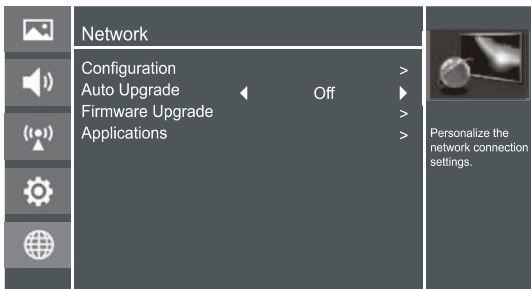 Network
Configuration >
Auto Upgrade Off
Firmware Upgrade >
Applications >
Personalize the
network connection
settings.